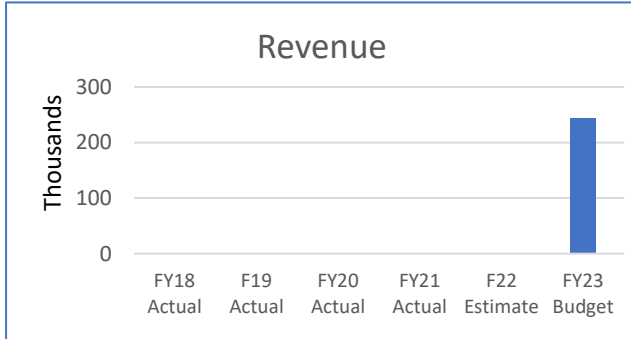 Revenue
Thousands
300
200
100
0
FY18 F19 FY20 FY21 F22 FY23
Actual Actual Actual Actual Estimate Budget